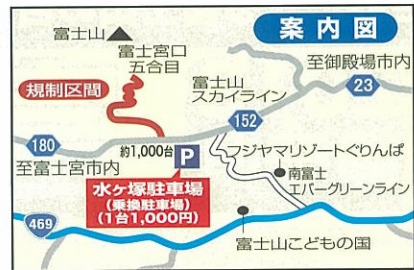 案内図
富士山
富士宮口
五合目
至御殿場市内
23
規制区間
富士山
スカイライン
152
180
約1,000台
P
フジヤマリゾートぐりんぱ
至富士宮市内
南富士
エバーグリーンライン
水ヶ塚駐車場
(乗換駐車場)
(1台1,000円)
469
富士山こどもの国